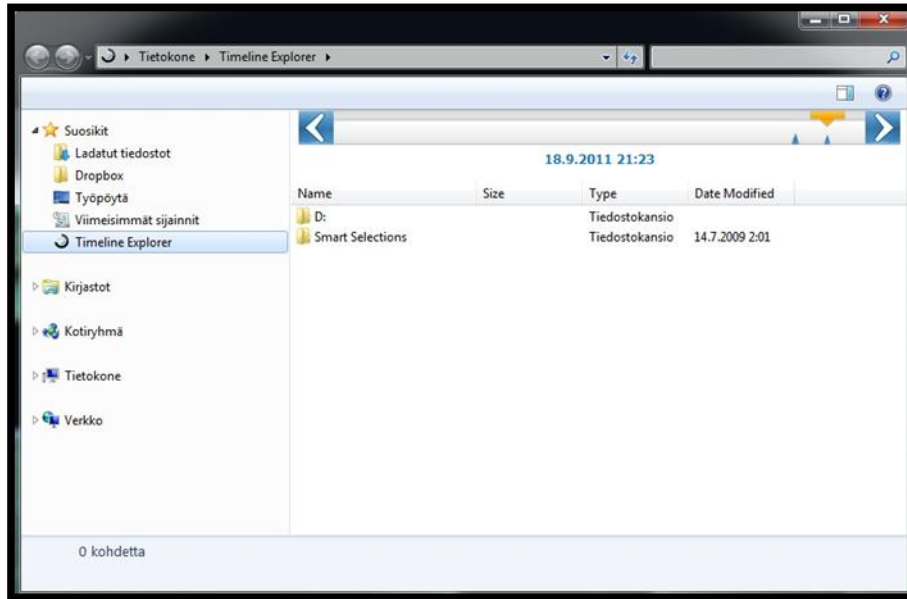 Tietokone ▸ Timeline Explorer ▸
Suosikit
Ladatut tiedostot
Dropbox
Työpöytä
Viimeisimmät sijainnit
Timeline Explorer
Kirjastot
Kotiryhmä
Tietokone
Verkko
18.9.2011 21:23
Name Size Type Date Modified
D: Tiedostokansio
Smart Selections Tiedostokansio 14.7.2009 2:01
0 kohdetta